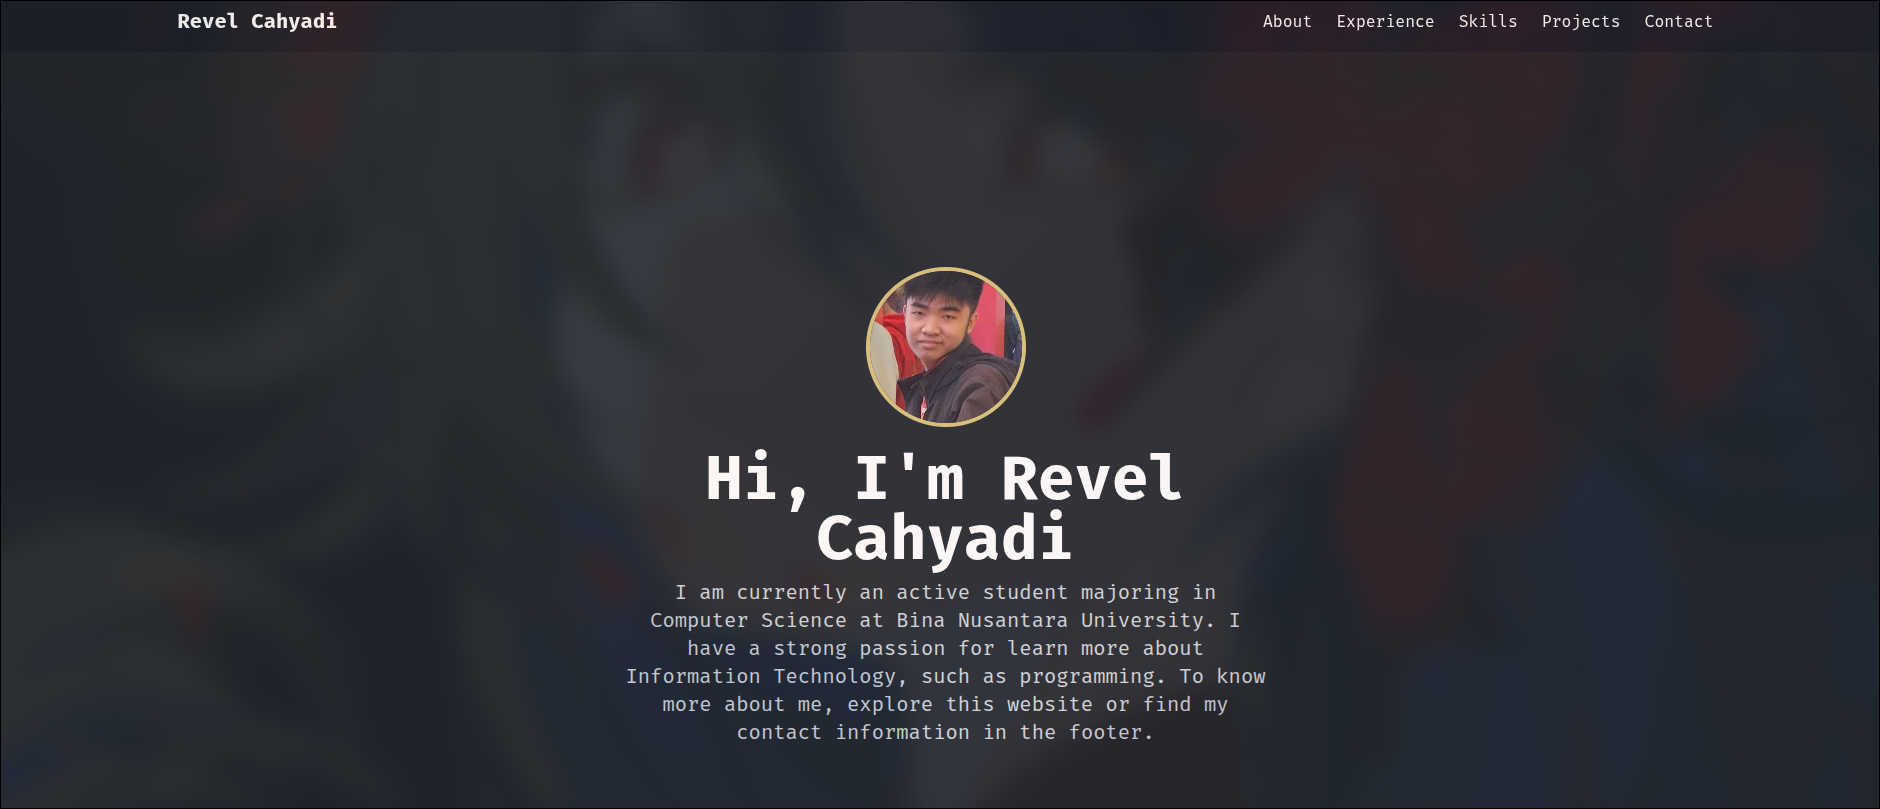 Revel Cahyadi
About Experience Skills Projects Contact
Hi, I'm Revel
Cahyadi
I am currently an active student majoring in
Computer Science at Bina Nusantara University. I
have a strong passion for learn more about
Information Technology, such as programming. To know
more about me, explore this website or find my
contact information in the footer.